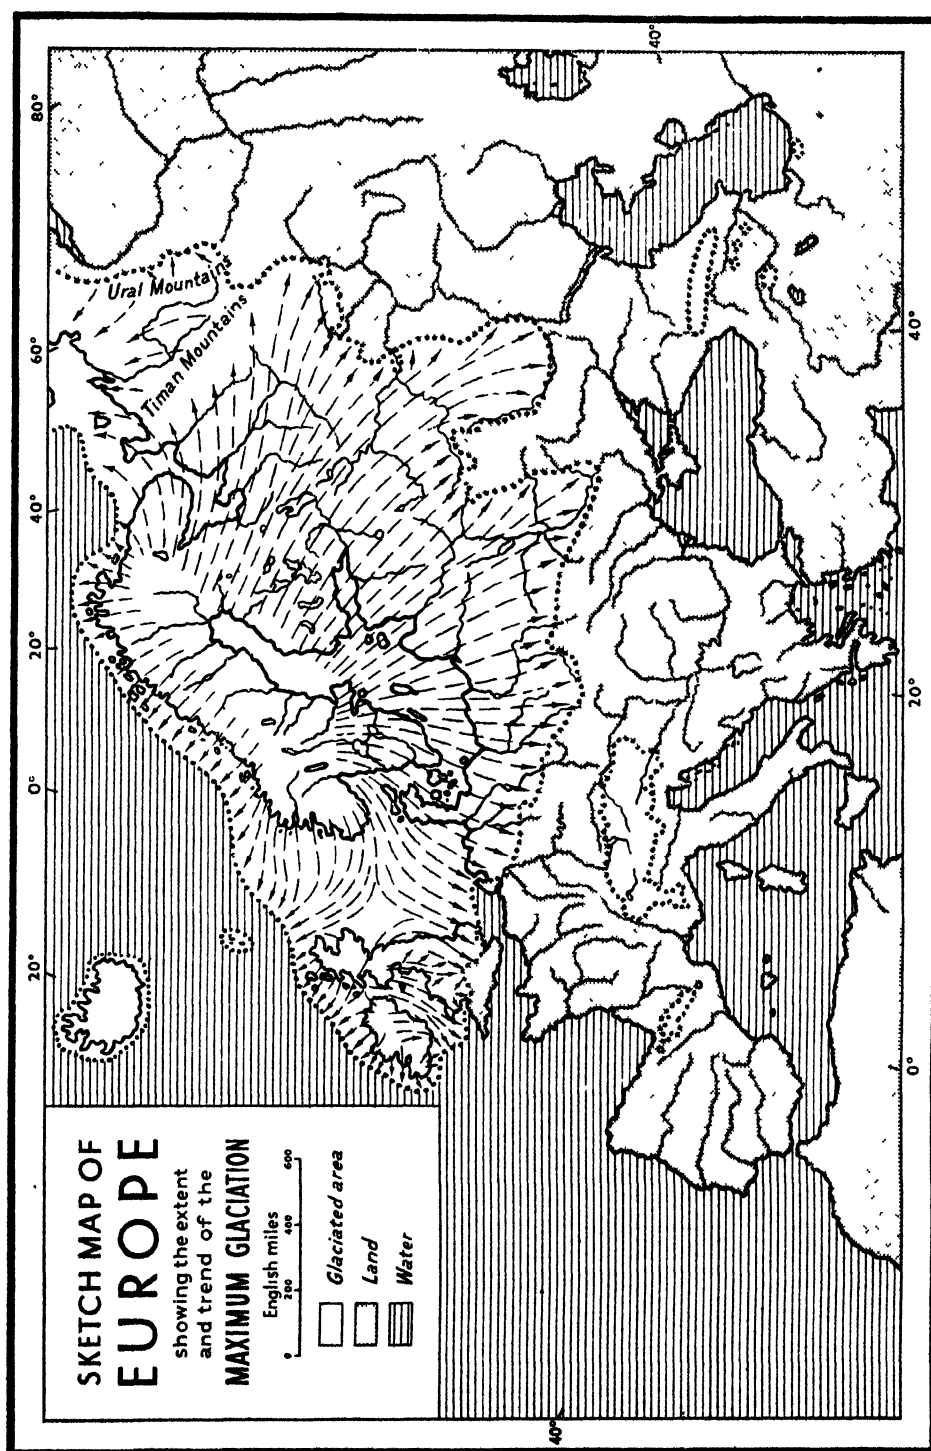 SKETCH MAP OF
EUROPE
showing the extent
and trend of the
MAXIMUM GLACIATION
English miles
0 200 400 600
Glaciated area
Land
Water
Ural Mountains
Timan Mountains
20°
0°
20°
40°
60°
80°
40°
40°
0°
20°
40°